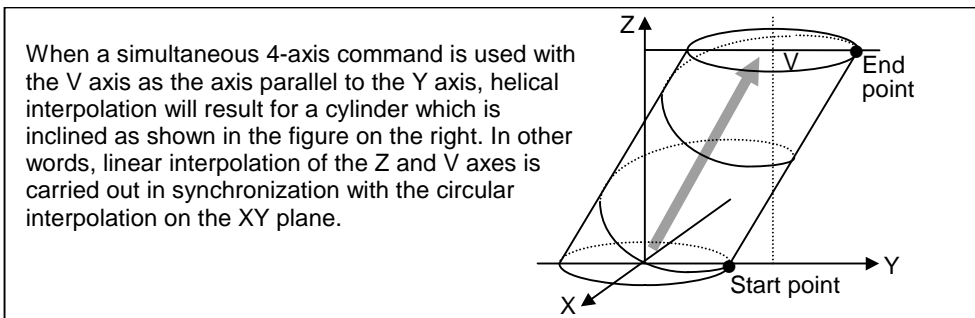 When a simultaneous 4-axis command is used with
the V axis as the axis parallel to the Y axis, helical
interpolation will result for a cylinder which is
inclined as shown in the figure on the right. In other
words, linear interpolation of the Z and V axes is
carried out in synchronization with the circular
interpolation on the XY plane.
Z
V
End
point
Y
Start point
X